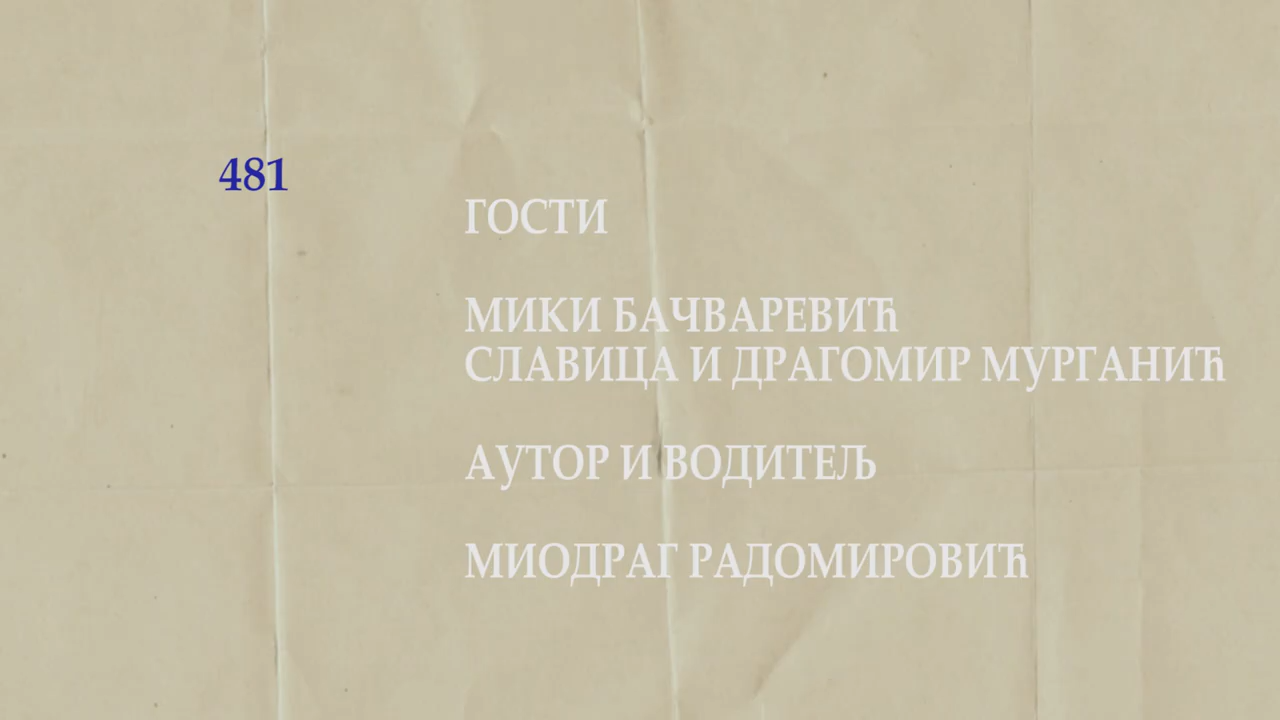 481
ГОСТИ
МИКИ БАЧВАРЕВИЋ
СЛАВИЦА И ДРАГОМИР МУРГАНИЋ
АУТОР И ВОДИТЕЉ
МИОДРАГ РАДОМИРОВИЋ